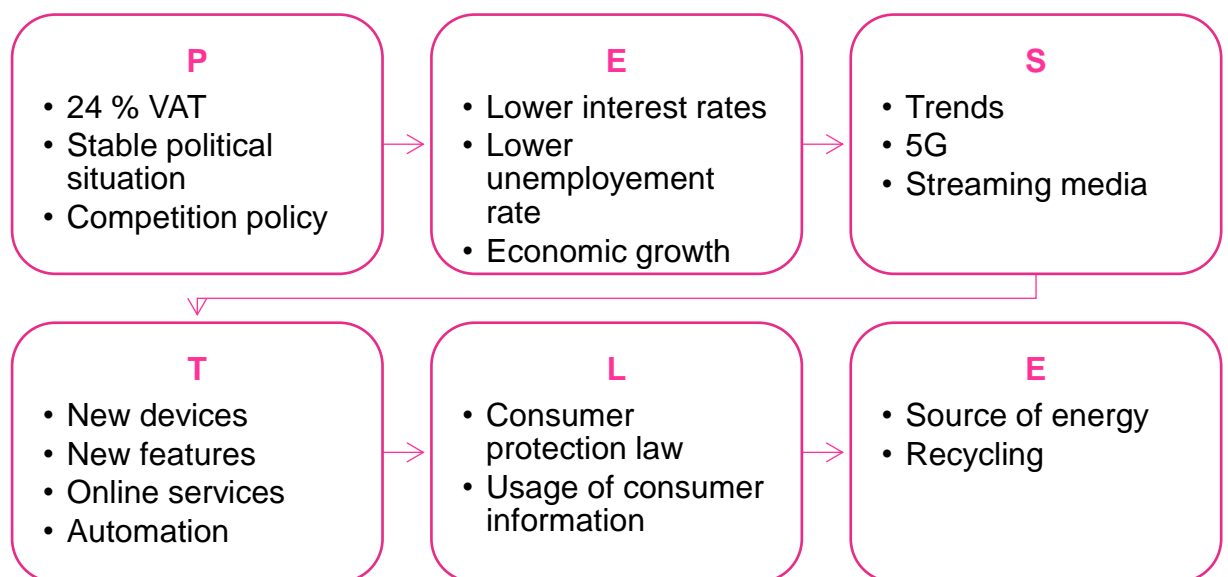 P
• 24 % VAT
• Stable political
situation
• Competition policy
E
• Lower interest rates
• Lower
unemployement
rate
• Economic growth
S
• Trends
• 5G
• Streaming media
T
• New devices
• New features
• Online services
• Automation
L
• Consumer
protection law
• Usage of consumer
information
E
• Source of energy
• Recycling